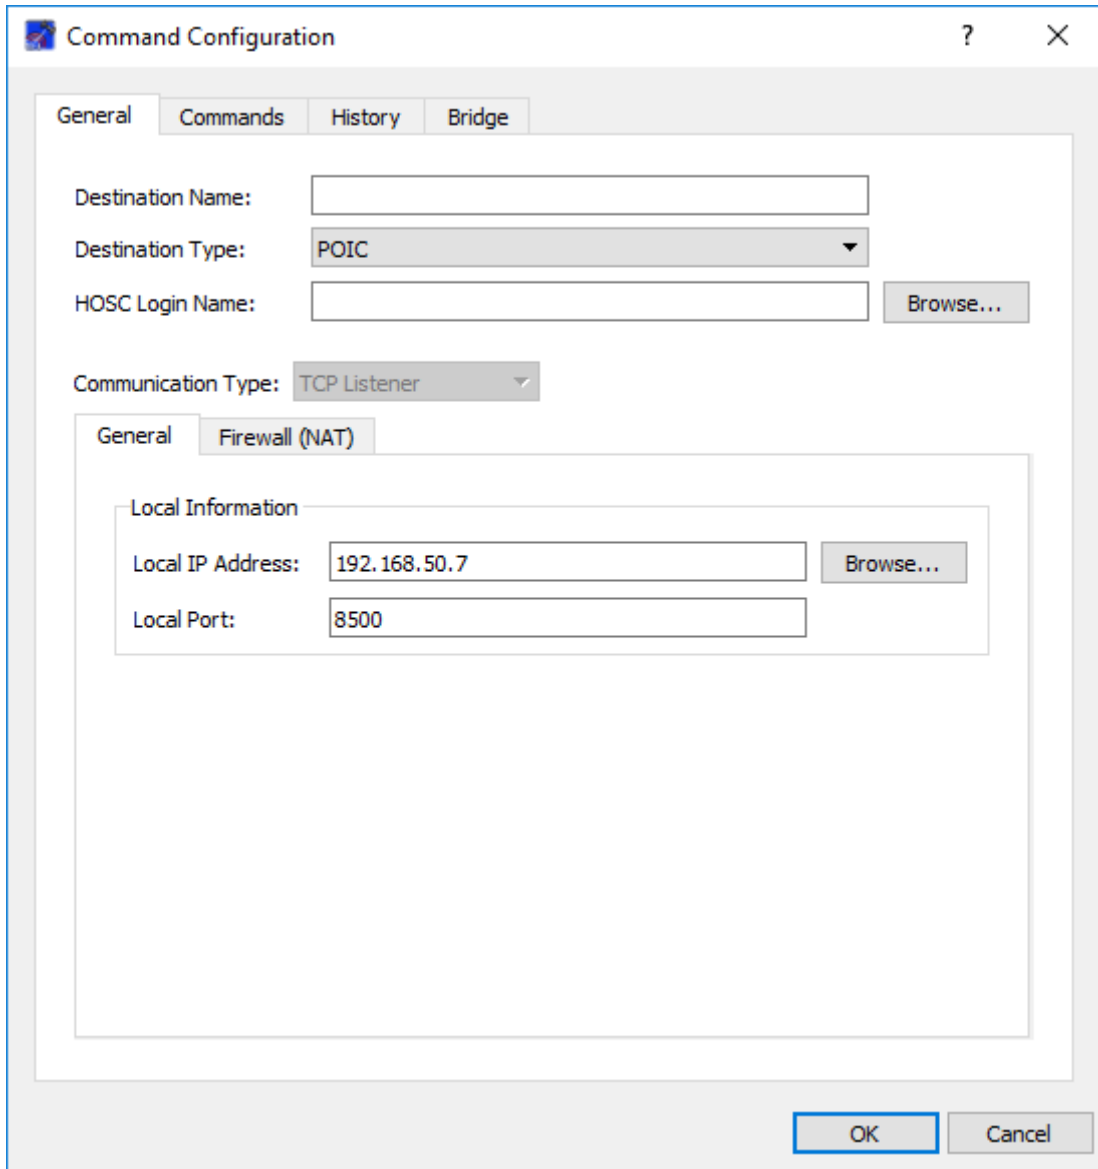 Command Configuration ?
General Commands History Bridge
Destination Name:
Destination Type: POIC
HOSC Login Name: Browse...
Communication Type: TCP Listener
General Firewall (NAT)
Local Information
Local IP Address: 192.168.50.7 Browse...
Local Port: 8500
OK Cancel